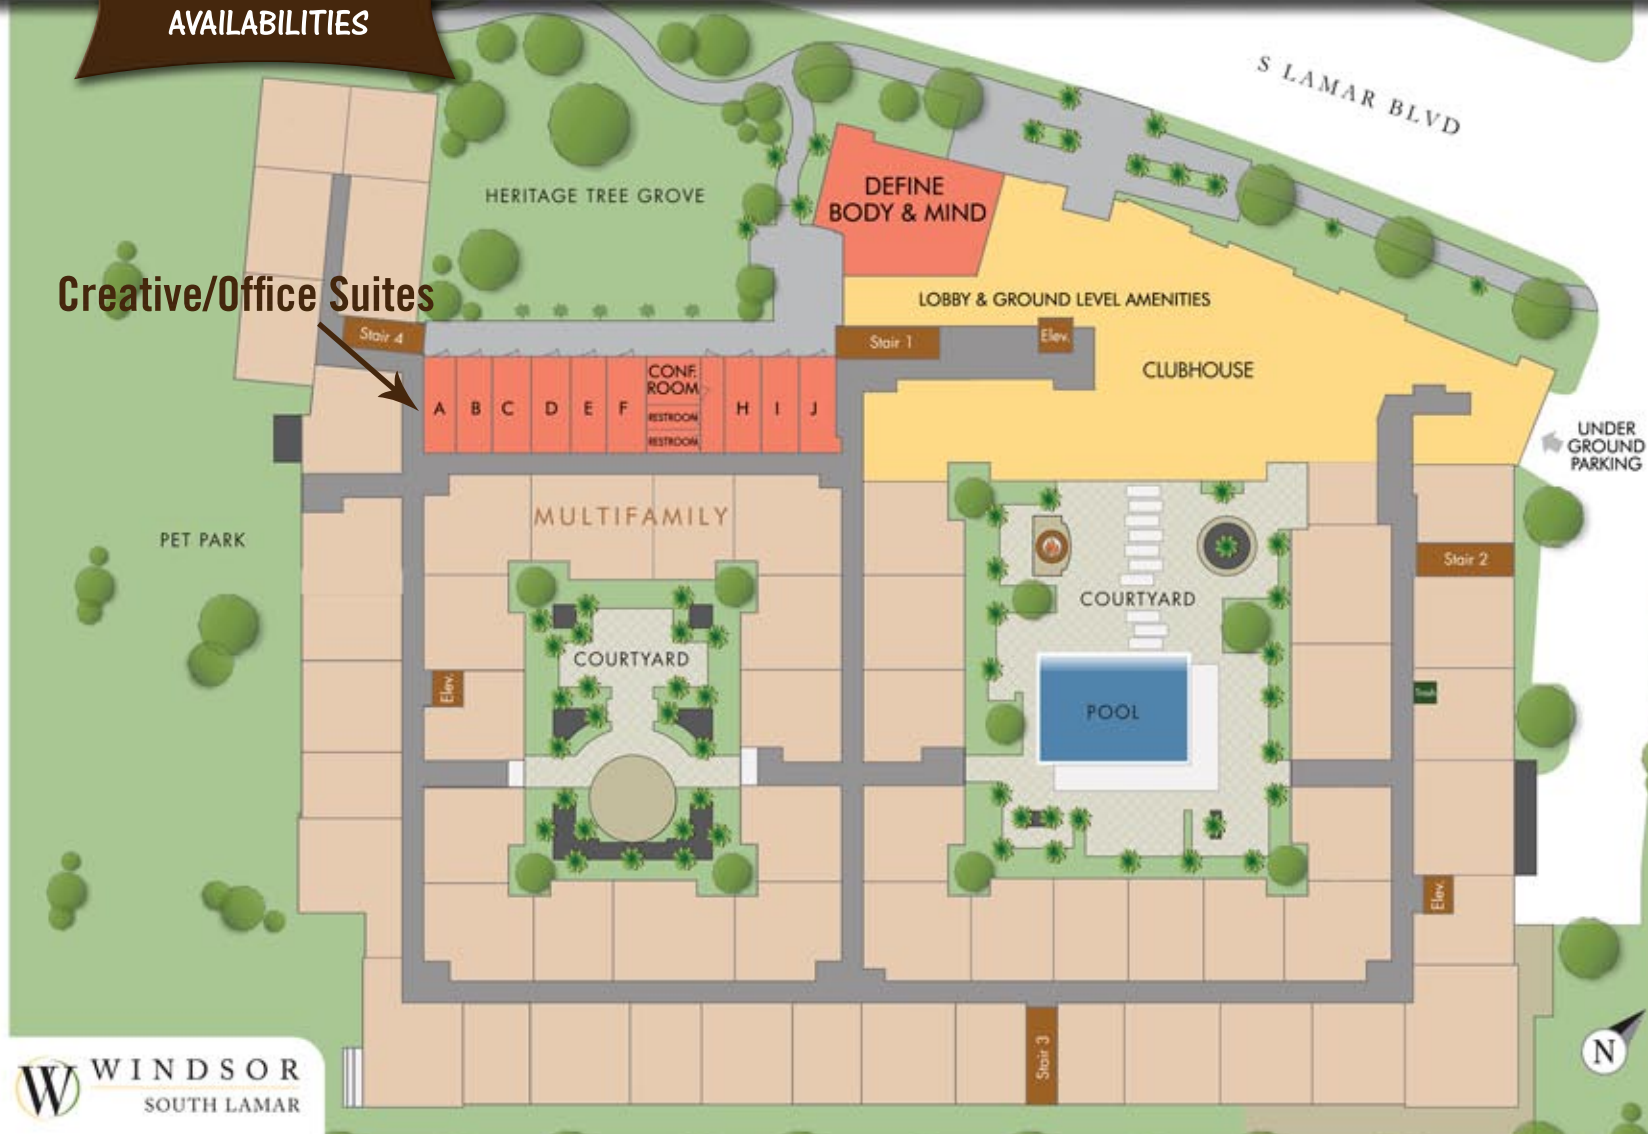 AVAILABILITIES
S LAMAR BLVD
HERITAGE TREE GROVE
DEFINE
BODY & MIND
Creative/Office Suites
LOBBY & GROUND LEVEL AMENITIES
Stair 4
Stair 1
Elev.
CLUBHOUSE
A
B
C
D
E
F
CONF.
ROOM
RESTROOM
RESTROOM
H
I
J
UNDER
GROUND
PARKING
MULTIFAMILY
PET PARK
Stair 2
COURTYARD
COURTYARD
Elev.
Trash
POOL
Elev.
Stair 3
N
W
WINDSOR
SOUTH LAMAR